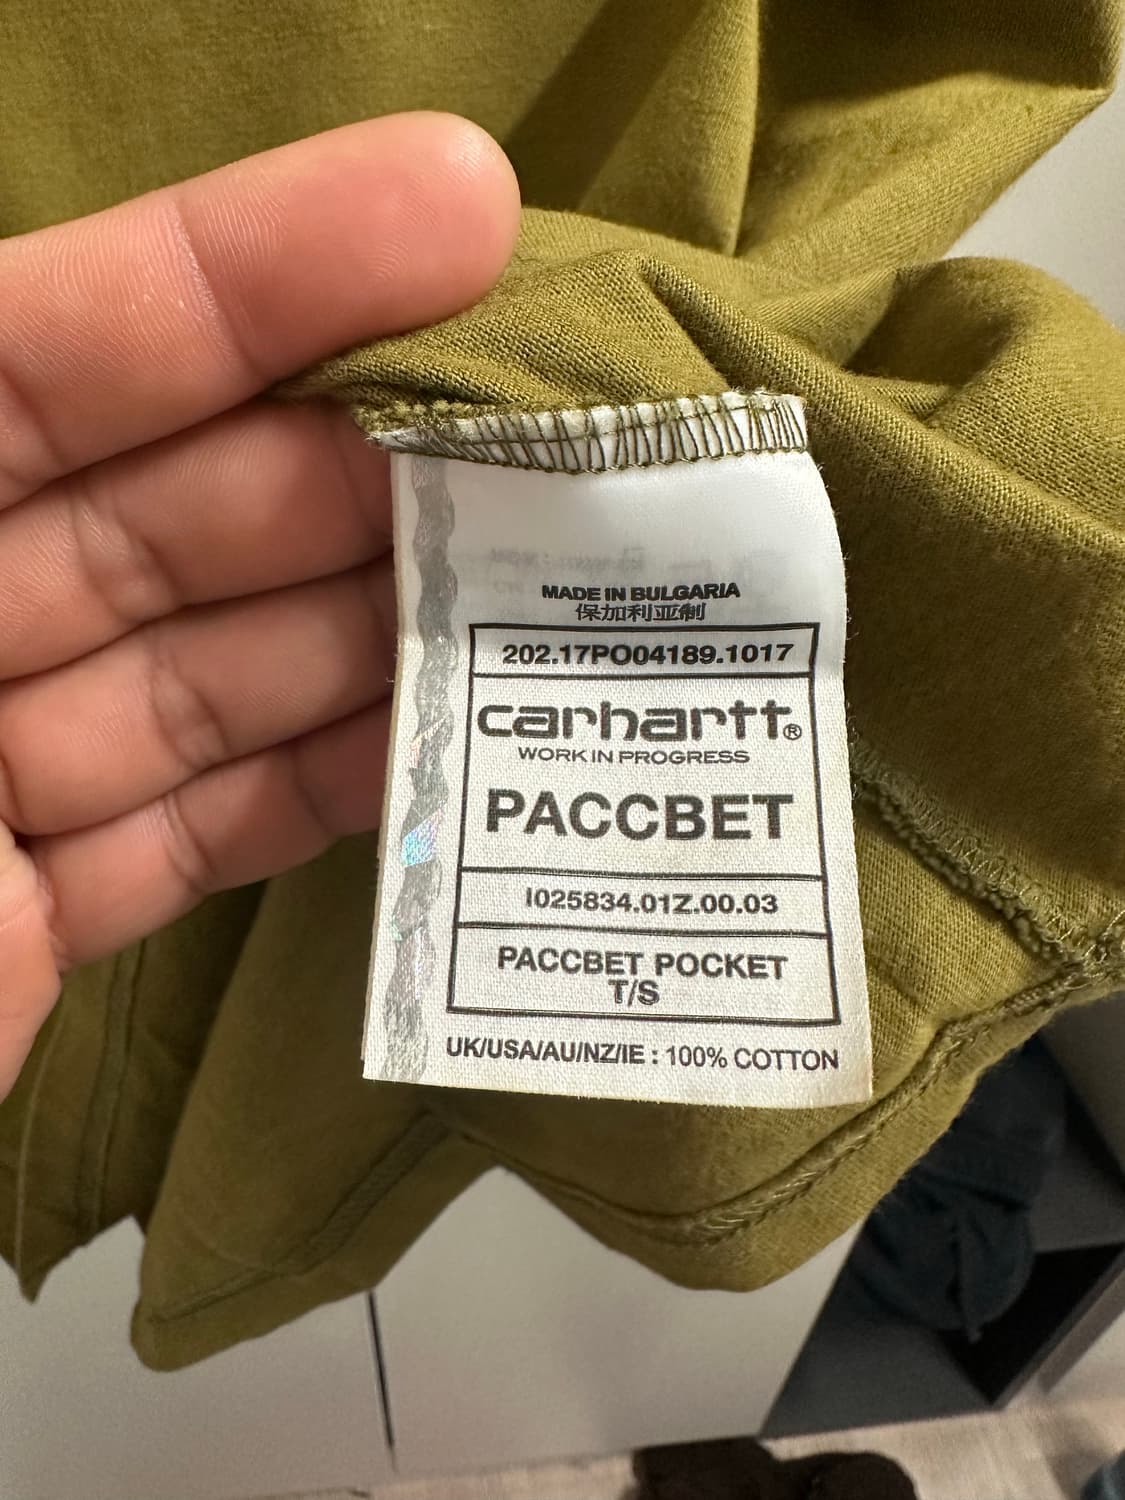 MADE IN BULGARIA
保加利亚制
202.17PO04189.1017
carhartt®
WORK IN PROGRESS
PACCBET
I025834.01Z.00.03
PACCBET POCKET
T/S
UK/USA/AU/NZ/IE : 100% COTTON